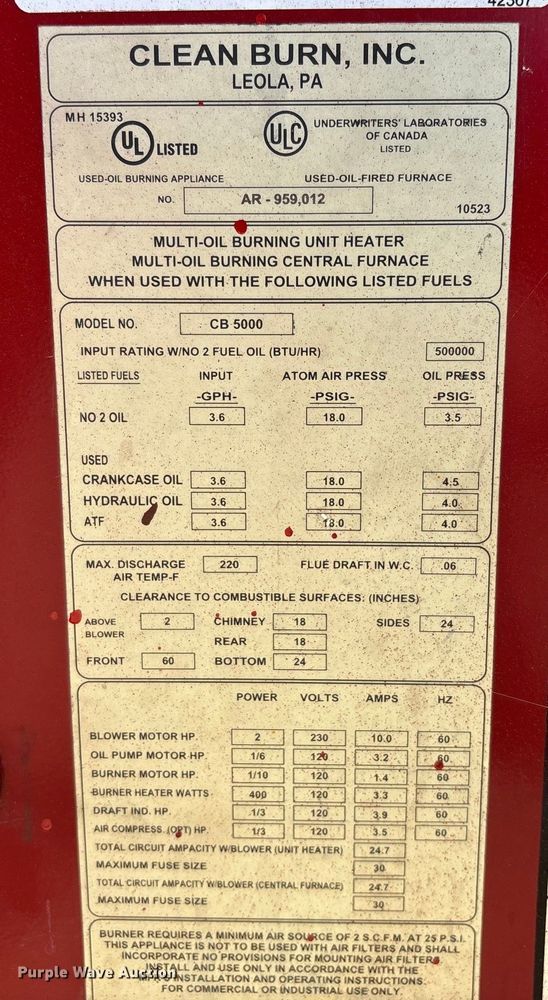 42367
CLEAN BURN, INC.
LEOLA, PA
MH 15393
UL LISTED
ULC
UNDERWRITERS' LABORATORIES
OF CANADA
LISTED
USED-OIL BURNING APPLIANCE
USED-OIL-FIRED FURNACE
NO. AR - 959,012
10523
MULTI-OIL BURNING UNIT HEATER
MULTI-OIL BURNING CENTRAL FURNACE
WHEN USED WITH THE FOLLOWING LISTED FUELS
MODEL NO. CB 5000
INPUT RATING W/NO 2 FUEL OIL (BTU/HR) 500000
LISTED FUELS INPUT ATOM AIR PRESS OIL PRESS
-GPH- -PSIG- -PSIG-
NO 2 OIL 3.6 18.0 3.5
USED
CRANKCASE OIL 3.6 18.0 4.5
HYDRAULIC OIL 3.6 18.0 4.0
ATF 3.6 18.0 4.0
MAX. DISCHARGE 220 FLUE DRAFT IN W.C. .06
AIR TEMP-F
CLEARANCE TO COMBUSTIBLE SURFACES: (INCHES)
ABOVE 2 CHIMNEY 18 SIDES 24
BLOWER
REAR 18
FRONT 60 BOTTOM 24
POWER VOLTS AMPS HZ
BLOWER MOTOR HP. 2 230 10.0 60
OIL PUMP MOTOR HP. 1/6 120 3.2 60
BURNER MOTOR HP. 1/10 120 1.4 60
BURNER HEATER WATTS 400 120 3.3 60
DRAFT IND. HP. 1/3 120 3.9 60
AIR COMPRESS. (OPT) HP. 1/3 120 3.5 60
TOTAL CIRCUIT AMPACITY W/BLOWER (UNIT HEATER) 24.7
MAXIMUM FUSE SIZE 30
TOTAL CIRCUIT AMPACITY W/BLOWER (CENTRAL FURNACE) 24.7
MAXIMUM FUSE SIZE 30
BURNER REQUIRES A MINIMUM AIR SOURCE OF 2 S.C.F.M. AT 25 P.S.I.
THIS APPLIANCE IS NOT TO BE USED WITH AIR FILTERS AND SHALL
INCORPORATE NO PROVISIONS FOR MOUNTING AIR FILTERS
INSTALL AND USE ONLY IN ACCORDANCE WITH THE
INSTALLATION AND OPERATING INSTRUCTIONS.
FOR COMMERCIAL OR INDUSTRIAL USE ONLY.
Purple Wave Auction